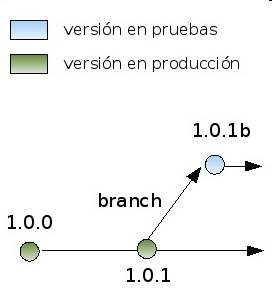 versión en pruebas
versión en producción
1.0.1b
branch
1.0.0
1.0.1